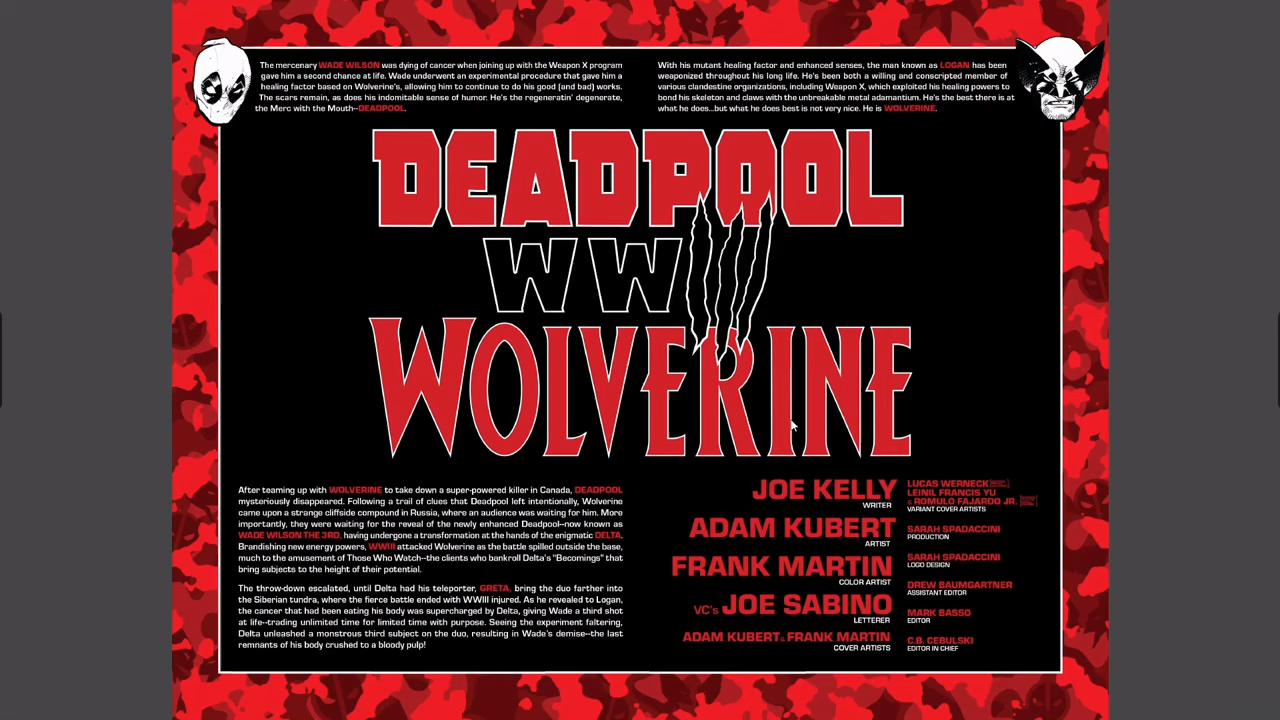 The mercenary WADE WILSON was dying of cancer when joining up with the Weapon X program
gave him a second chance at life. Wade underwent an experimental procedure that gave him a
healing factor based on Wolverine's, allowing him to continue to do his good (and bad) works.
The scars remain, as does his indomitable sense of humor. He's the regeneratin' degenerate,
the Merc with the Mouth--DEADPOOL.
With his mutant healing factor and enhanced senses, the man known as LOGAN has been
weaponized throughout his long life. He's been both a willing and conscripted member of
various clandestine organizations, including Weapon X, which exploited his healing powers to
bond his skeleton and claws with the unbreakable metal adamantium. He's the best there is at
what he does...but what he does best is not very nice. He is WOLVERINE.
DEADPOOL
WWIII
WOLVERINE
After teaming up with WOLVERINE to take down a super-powered killer in Canada, DEADPOOL
mysteriously disappeared. Following a trail of clues that Deadpool left intentionally, Wolverine
came upon a strange cliffside compound in Russia, where an audience was waiting for him. More
importantly, they were waiting for the reveal of the newly enhanced Deadpool--now known as
WADE WILSON THE 3RD, having undergone a transformation at the hands of the enigmatic DELTA.
Brandishing new energy powers, WWIII attacked Wolverine as the battle spilled outside the base,
much to the amusement of Those Who Watch--the clients who bankroll Delta's "Becomings" that
bring subjects to the height of their potential.
The throw-down escalated, until Delta had his teleporter, GRETA, bring the duo farther into
the Siberian tundra, where the fierce battle ended with WWIII injured. As he revealed to Logan,
the cancer that had been eating his body was supercharged by Delta, giving Wade a third shot
at life--trading unlimited time for limited time with purpose. Seeing the experiment faltering,
Delta unleashed a monstrous third subject on the duo, resulting in Wade's demise--the last
remnants of his body crushed to a bloody pulp!
JOE KELLY
WRITER
ADAM KUBERT
ARTIST
FRANK MARTIN
COLOR ARTIST
VC's JOE SABINO
LETTERER
ADAM KUBERT & FRANK MARTIN
COVER ARTISTS
LUCAS WERNECK
LEINIL FRANCIS YU
& ROMULO FAJARDO JR.
VARIANT COVER ARTISTS
SARAH SPADACCINI
PRODUCTION
SARAH SPADACCINI
LOGO DESIGN
DREW BAUMGARTNER
ASSISTANT EDITOR
MARK BASSO
EDITOR
C.B. CEBULSKI
EDITOR IN CHIEF